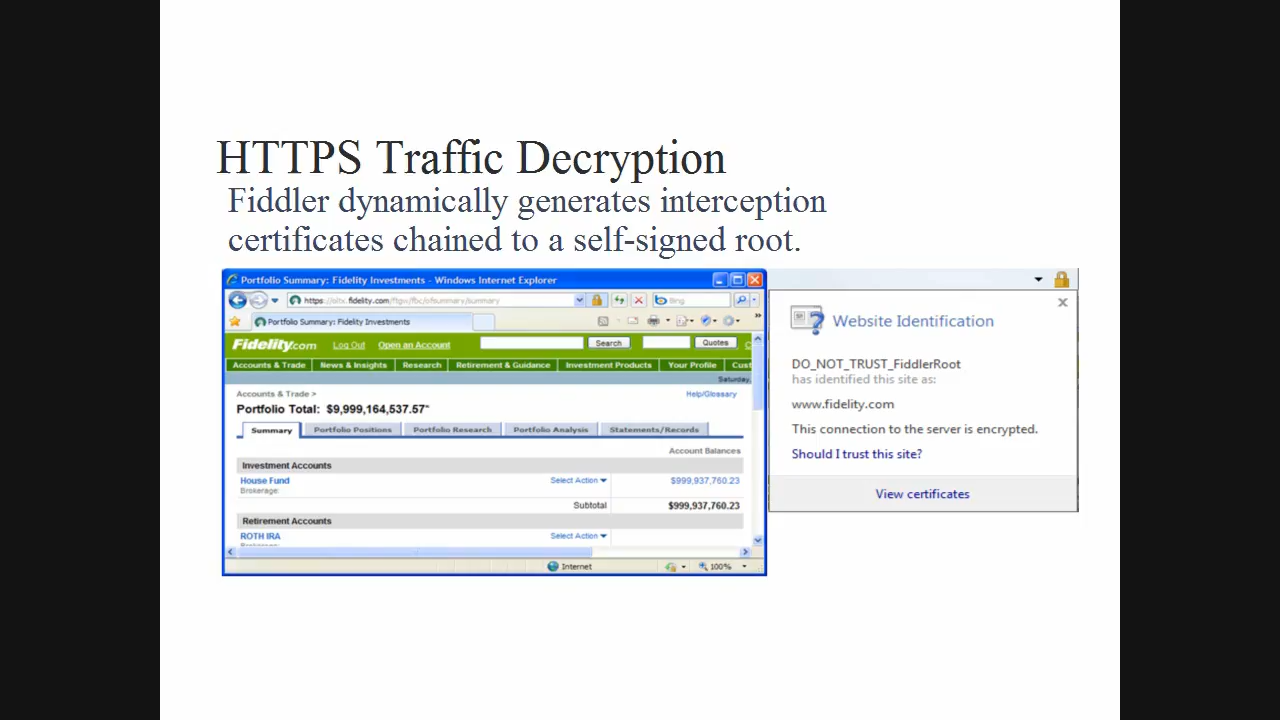 HTTPS Traffic Decryption
Fiddler dynamically generates interception
certificates chained to a self-signed root.
Portfolio Summary: Fidelity Investments - Windows Internet Explorer
Bing
Portfolio Summary: Fidelity Investments
Fidelity.com Log Out Open an Account Search Quotes C
Accounts & Trade News & Insights Research Retirement & Guidance Investment Products Your Profile Cust
Saturday,
Accounts & Trade > Help/Glossary
Portfolio Total: $9,999,164,537.57*
Summary Portfolio Positions Portfolio Research Portfolio Analysis Statements/Records
Account Balances
Investment Accounts
House Fund Select Action $999,937,760.23
Brokerage:
Subtotal $999,937,760.23
Retirement Accounts
ROTH IRA Select Action
Internet 100%
Website Identification
DO_NOT_TRUST_FiddlerRoot
has identified this site as:
www.fidelity.com
This connection to the server is encrypted.
Should I trust this site?
View certificates